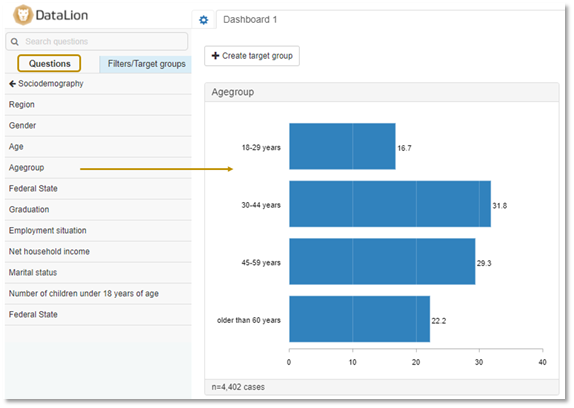 DataLion
Dashboard 1
Search questions
Questions
Filters/Target groups
Sociodemography
Region
Gender
Age
Agegroup
Federal State
Graduation
Employment situation
Net household income
Marital status
Number of children under 18 years of age
Federal State
+ Create target group
Agegroup
18-29 years
16.7
30-44 years
31.8
45-59 years
29.3
older than 60 years
22.2
0 10 20 30 40
n=4,402 cases